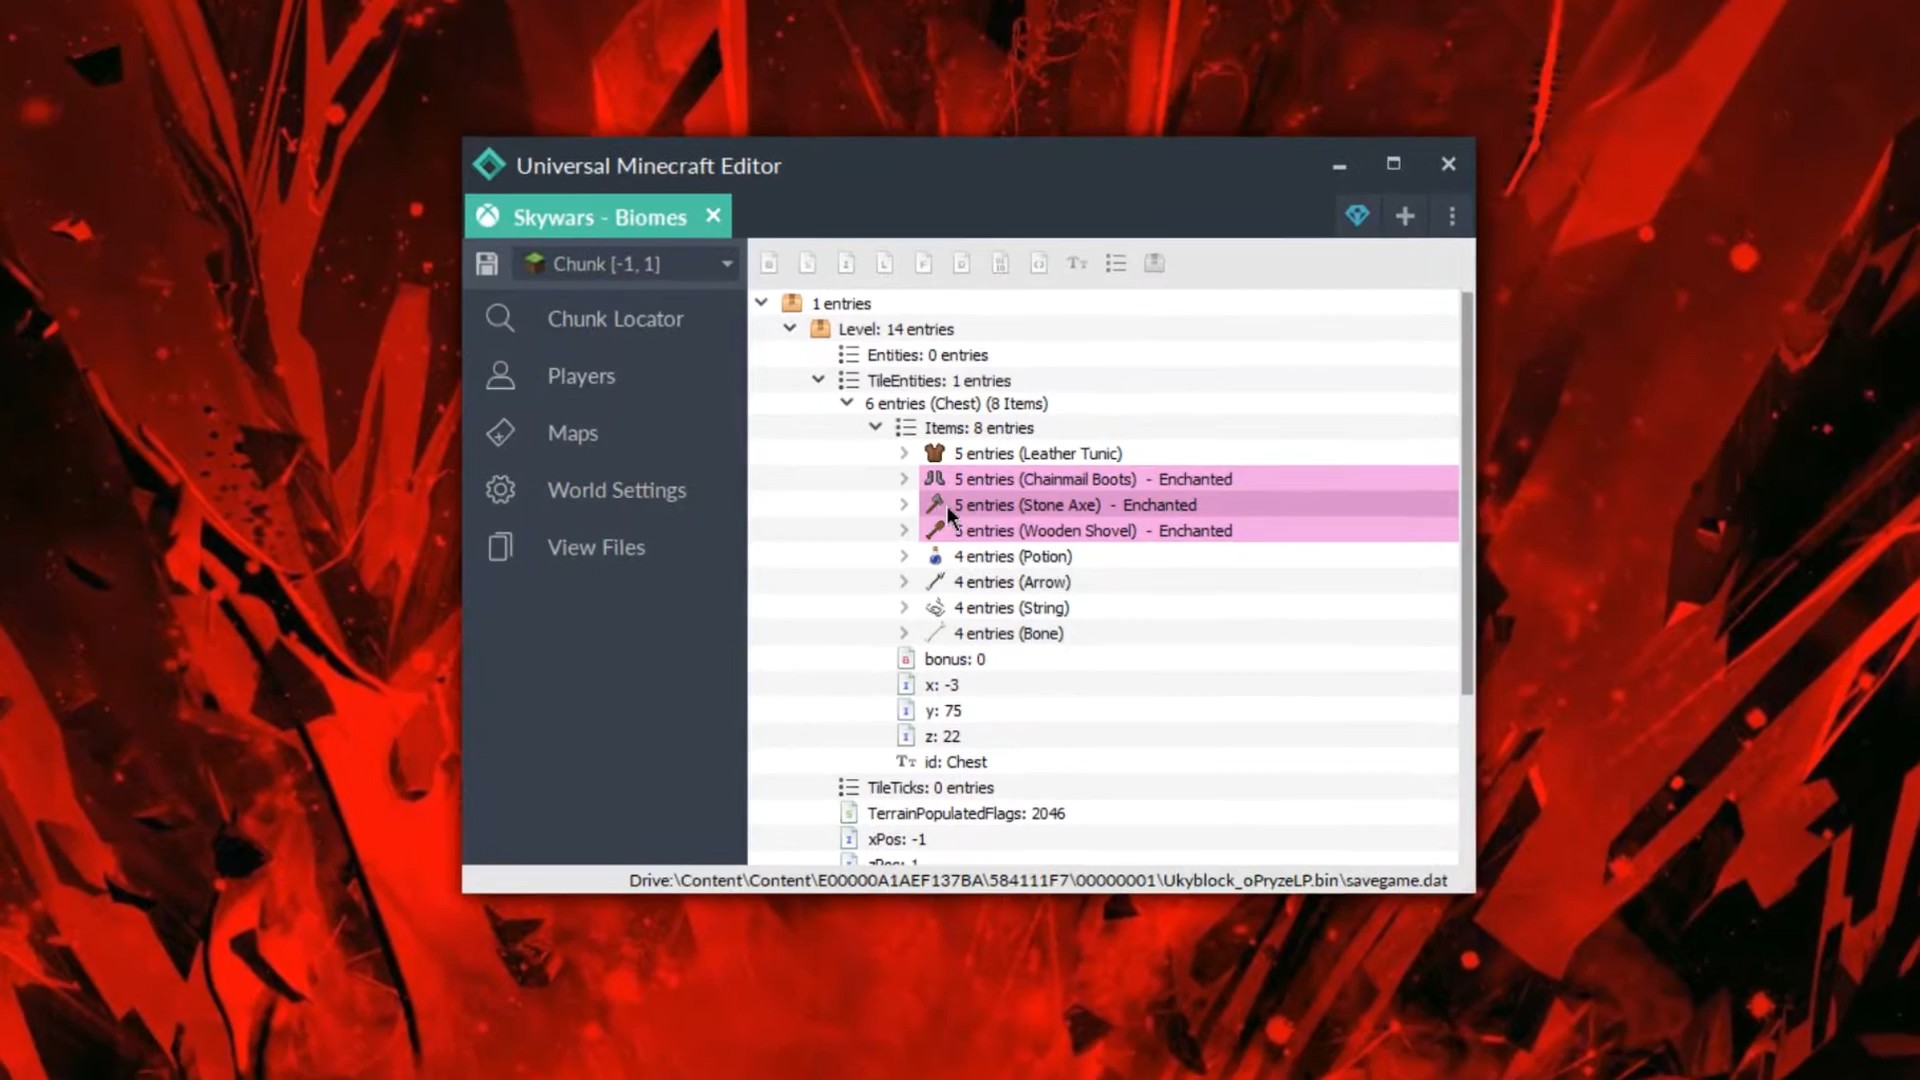 Universal Minecraft Editor
Skywars - Biomes
Chunk [-1, 1]
Chunk Locator
Players
Maps
World Settings
View Files
1 entries
Level: 14 entries
Entities: 0 entries
TileEntities: 1 entries
6 entries (Chest) (8 Items)
Items: 8 entries
5 entries (Leather Tunic)
5 entries (Chainmail Boots) - Enchanted
5 entries (Stone Axe) - Enchanted
5 entries (Wooden Shovel) - Enchanted
4 entries (Potion)
4 entries (Arrow)
4 entries (String)
4 entries (Bone)
bonus: 0
x: -3
y: 75
z: 22
id: Chest
TileTicks: 0 entries
TerrainPopulatedFlags: 2046
xPos: -1
zPos: 1
Drive:\Content\Content\E00000A1AEF137BA\584111F7\00000001\Ukyblock_oPryzeLP.bin\savegame.dat